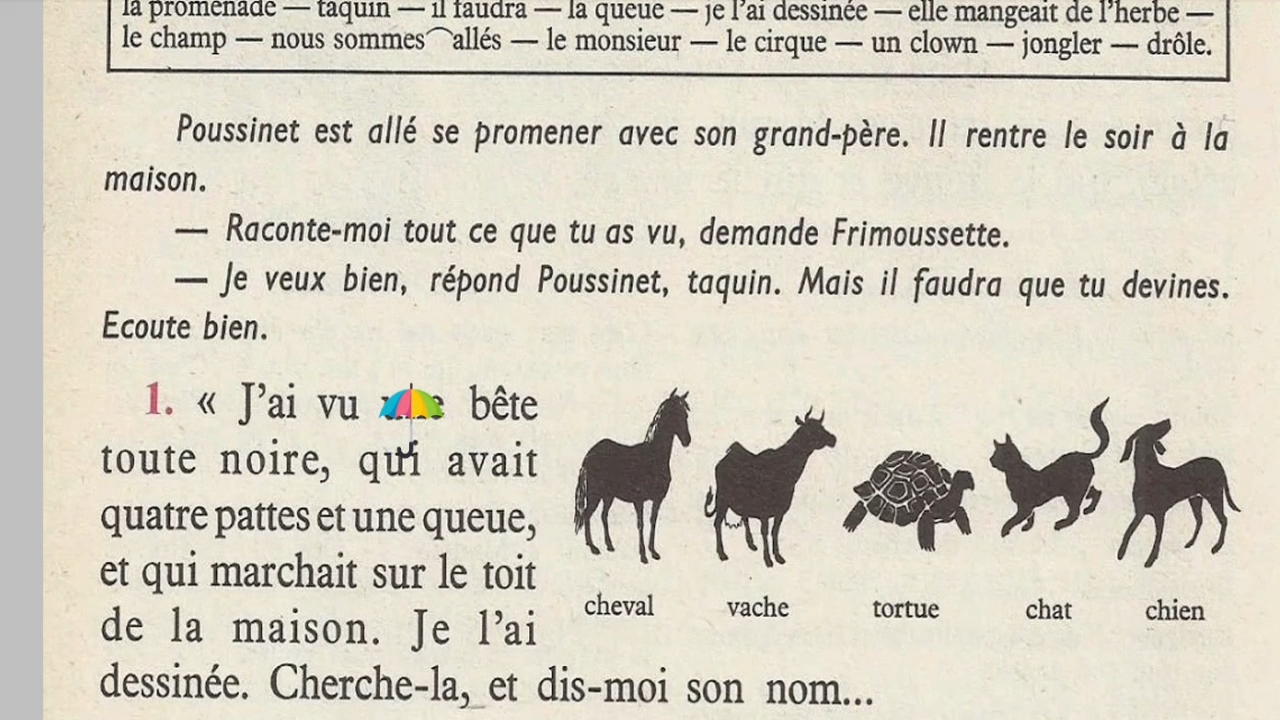 la promenade — taquin — il faudra — la queue — je l'ai dessinée — elle mangeait de l'herbe —
le champ — nous sommes‿allés — le monsieur — le cirque — un clown — jongler — drôle.
Poussinet est allé se promener avec son grand-père. Il rentre le soir à la
maison.
— Raconte-moi tout ce que tu as vu, demande Frimoussette.
— Je veux bien, répond Poussinet, taquin. Mais il faudra que tu devines.
Ecoute bien.
1. « J'ai vu bête
toute noire, qui avait
quatre pattes et une queue,
et qui marchait sur le toit
de la maison. Je l'ai
dessinée. Cherche-la, et dis-moi son nom...
cheval vache tortue chat chien